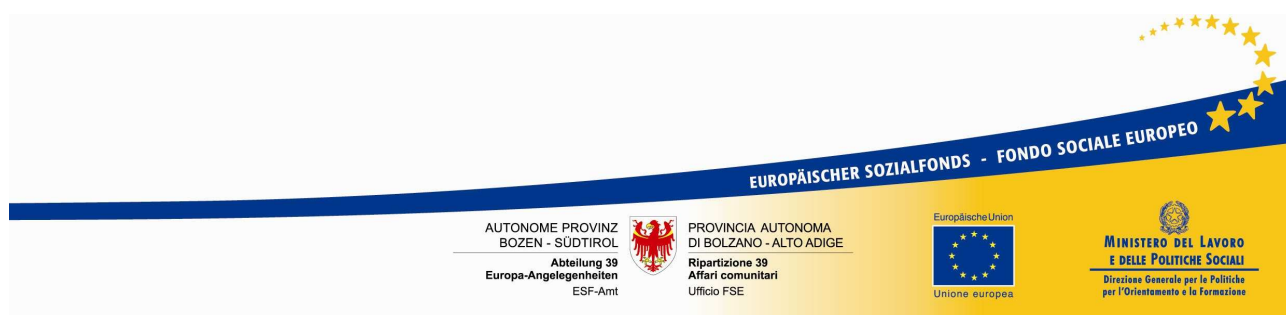 EUROPÄISCHER SOZIALFONDS - FONDO SOCIALE EUROPEO
AUTONOME PROVINZ
BOZEN - SÜDTIROL
Abteilung 39
Europa-Angelegenheiten
ESF-Amt
PROVINCIA AUTONOMA
DI BOLZANO - ALTO ADIGE
Ripartizione 39
Affari comunitari
Ufficio FSE
Europäische Union
Unione europea
MINISTERO DEL LAVORO
E DELLE POLITICHE SOCIALI
Direzione Generale per le Politiche
per l'Orientamento e la Formazione